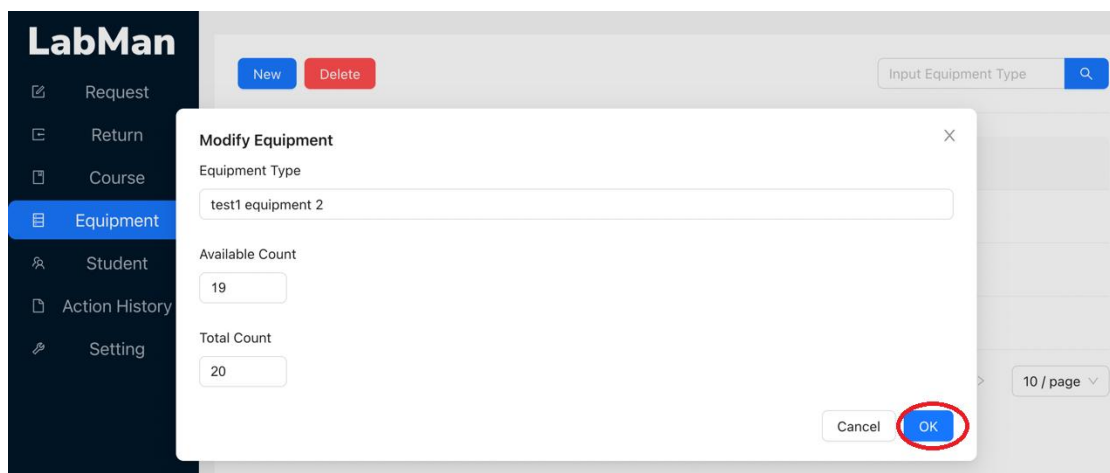 LabMan
Request
Return
Course
Equipment
Student
Action History
Setting
New
Delete
Input Equipment Type
Modify Equipment
Equipment Type
test1 equipment 2
Available Count
19
Total Count
20
Cancel
OK
10 / page